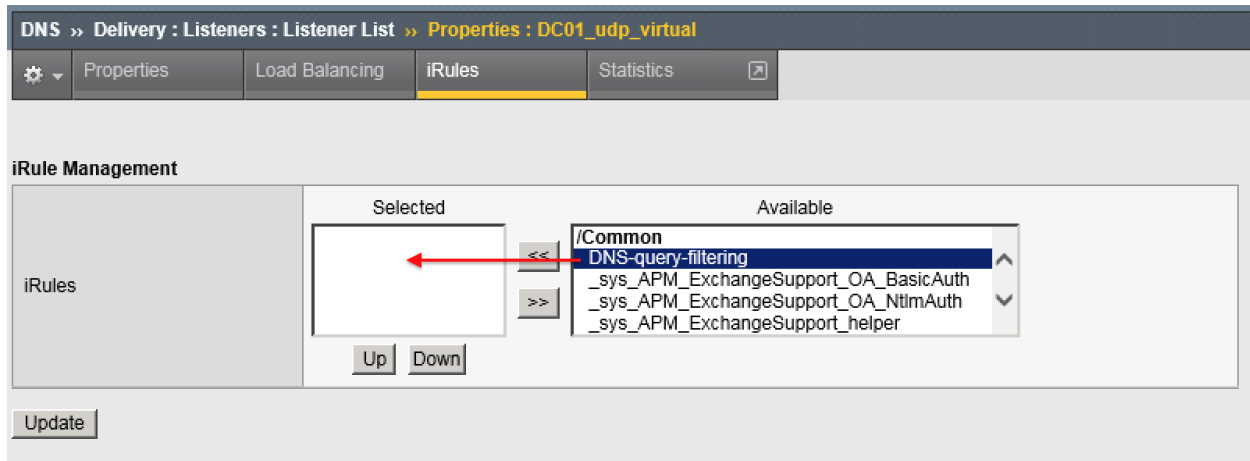 DNS ›› Delivery : Listeners : Listener List ›› Properties : DC01_udp_virtual
Properties Load Balancing iRules Statistics
iRule Management
Selected Available
iRules
<<
>>
/Common
DNS-query-filtering
_sys_APM_ExchangeSupport_OA_BasicAuth
_sys_APM_ExchangeSupport_OA_NtlmAuth
_sys_APM_ExchangeSupport_helper
Up Down
Update